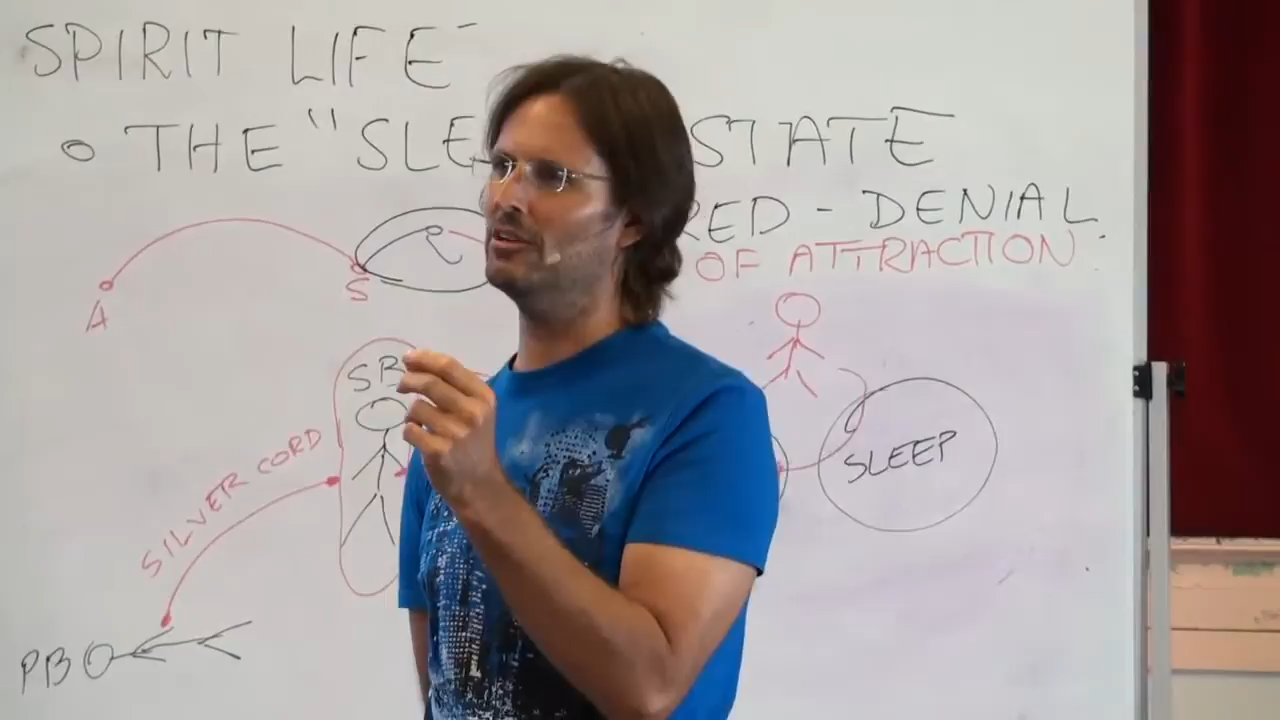 SPIRIT LIFE
THE "SLE STATE
RED - DENIAL.
OF ATTRACTION
A
S
SB
SILVER CORD
SLEEP
PB